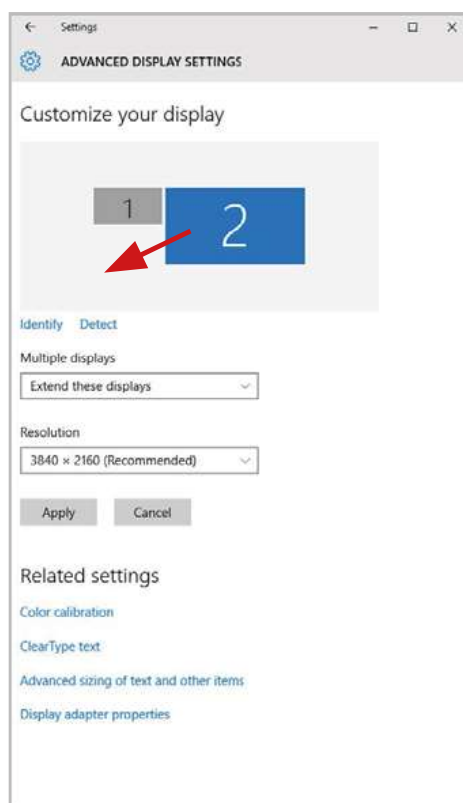 Settings
ADVANCED DISPLAY SETTINGS
Customize your display
1
2
Identify Detect
Multiple displays
Extend these displays
Resolution
3840 × 2160 (Recommended)
Apply Cancel
Related settings
Color calibration
ClearType text
Advanced sizing of text and other items
Display adapter properties